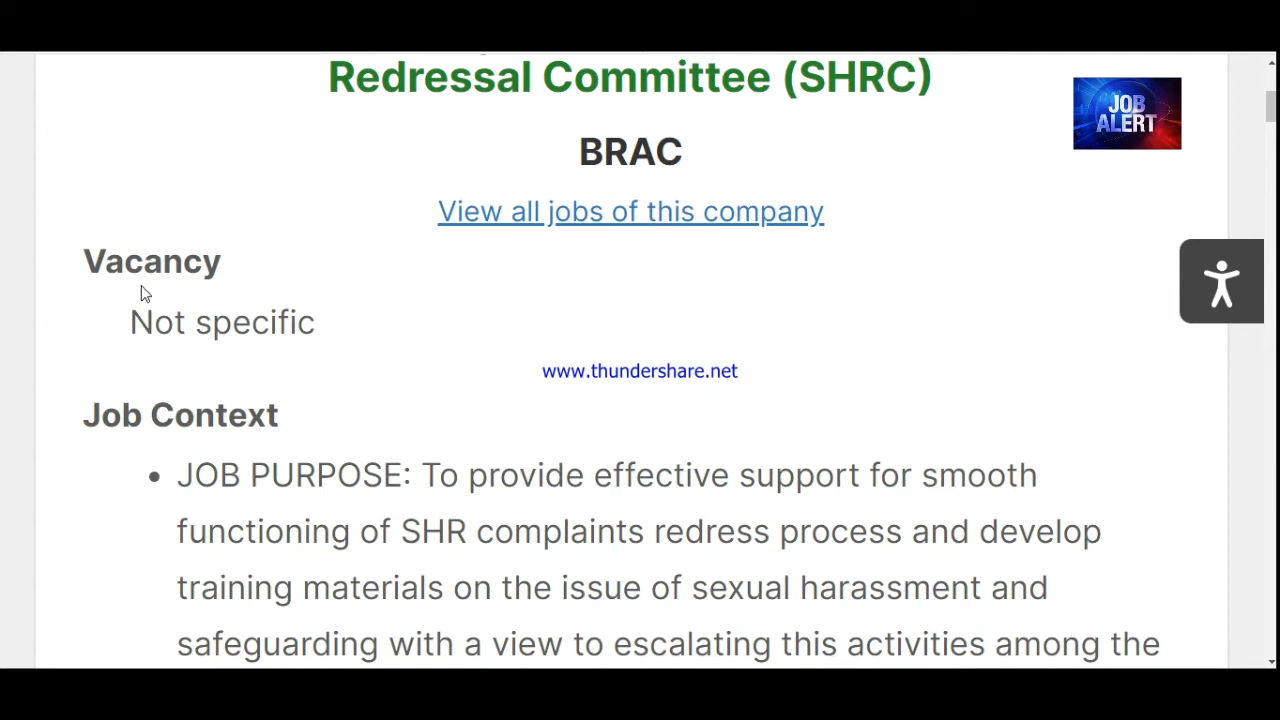 Redressal Committee (SHRC)
JOB
ALERT
BRAC
View all jobs of this company
Vacancy
Not specific
www.thundershare.net
Job Context
• JOB PURPOSE: To provide effective support for smooth
functioning of SHR complaints redress process and develop
training materials on the issue of sexual harassment and
safeguarding with a view to escalating this activities among the